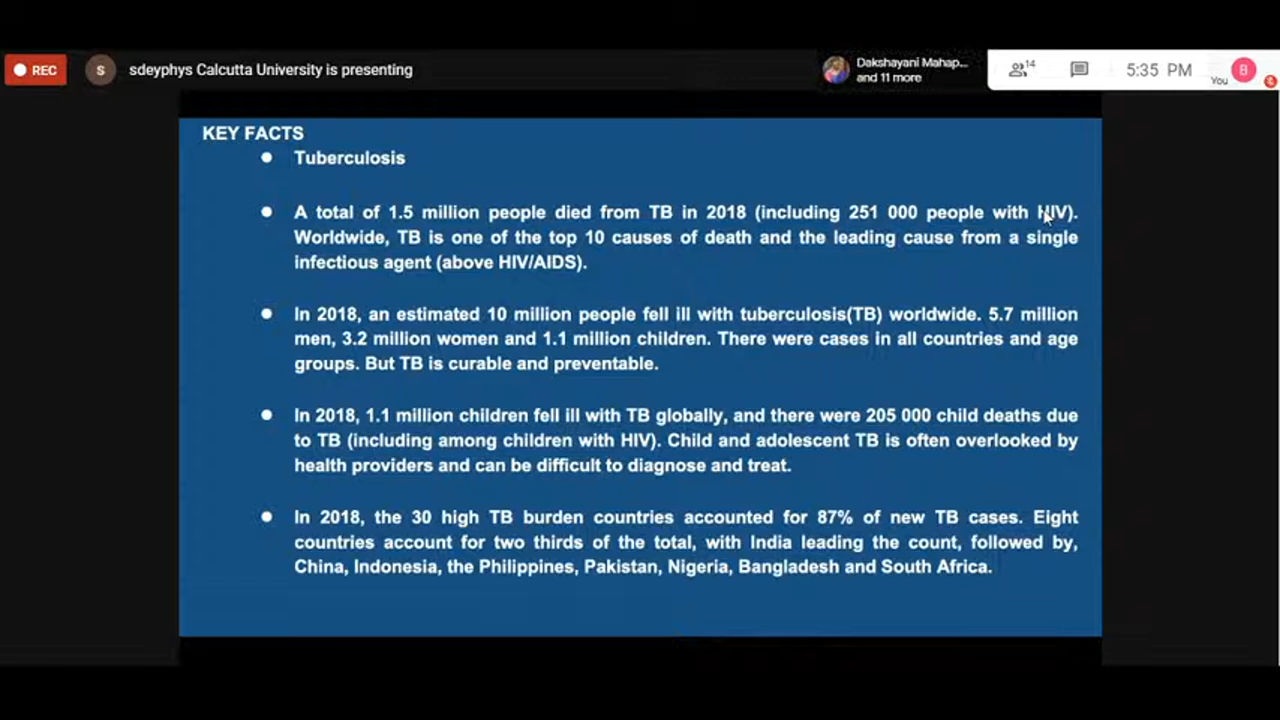 REC
S
sdeyphys Calcutta University is presenting
Dakshayani Mahap...
and 11 more
14
5:35 PM
You
B
KEY FACTS
● Tuberculosis
● A total of 1.5 million people died from TB in 2018 (including 251 000 people with HIV).
Worldwide, TB is one of the top 10 causes of death and the leading cause from a single
infectious agent (above HIV/AIDS).
● In 2018, an estimated 10 million people fell ill with tuberculosis(TB) worldwide. 5.7 million
men, 3.2 million women and 1.1 million children. There were cases in all countries and age
groups. But TB is curable and preventable.
● In 2018, 1.1 million children fell ill with TB globally, and there were 205 000 child deaths due
to TB (including among children with HIV). Child and adolescent TB is often overlooked by
health providers and can be difficult to diagnose and treat.
● In 2018, the 30 high TB burden countries accounted for 87% of new TB cases. Eight
countries account for two thirds of the total, with India leading the count, followed by,
China, Indonesia, the Philippines, Pakistan, Nigeria, Bangladesh and South Africa.